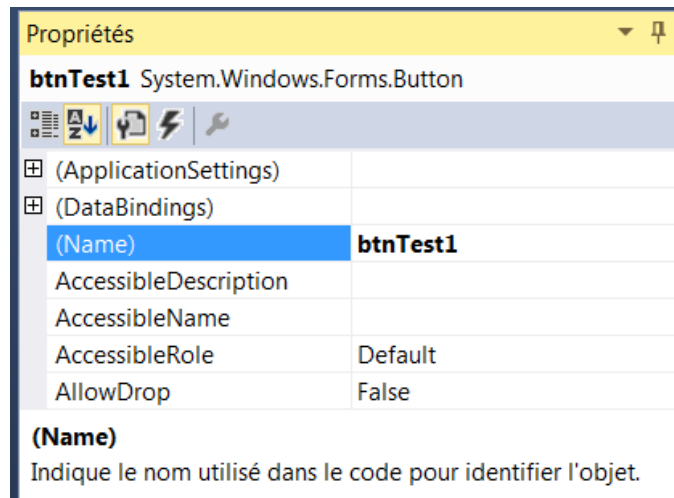 Propriétés
btnTest1 System.Windows.Forms.Button
(ApplicationSettings)
(DataBindings)
(Name) btnTest1
AccessibleDescription
AccessibleName
AccessibleRole Default
AllowDrop False
(Name)
Indique le nom utilisé dans le code pour identifier l'objet.